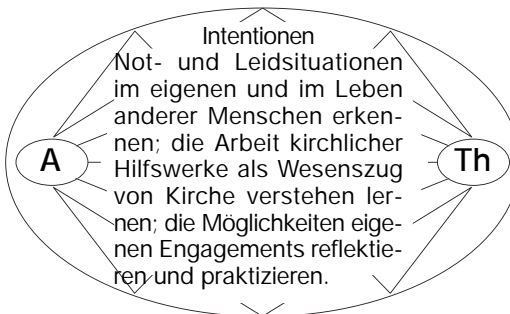 Intentionen
Not- und Leidsituationen
im eigenen und im Leben
anderer Menschen erken-
nen; die Arbeit kirchlicher
A
Hilfswerke als Wesenszug
Th
von Kirche verstehen ler-
nen; die Möglichkeiten eige-
nen Engagements reflektie-
ren und praktizieren.